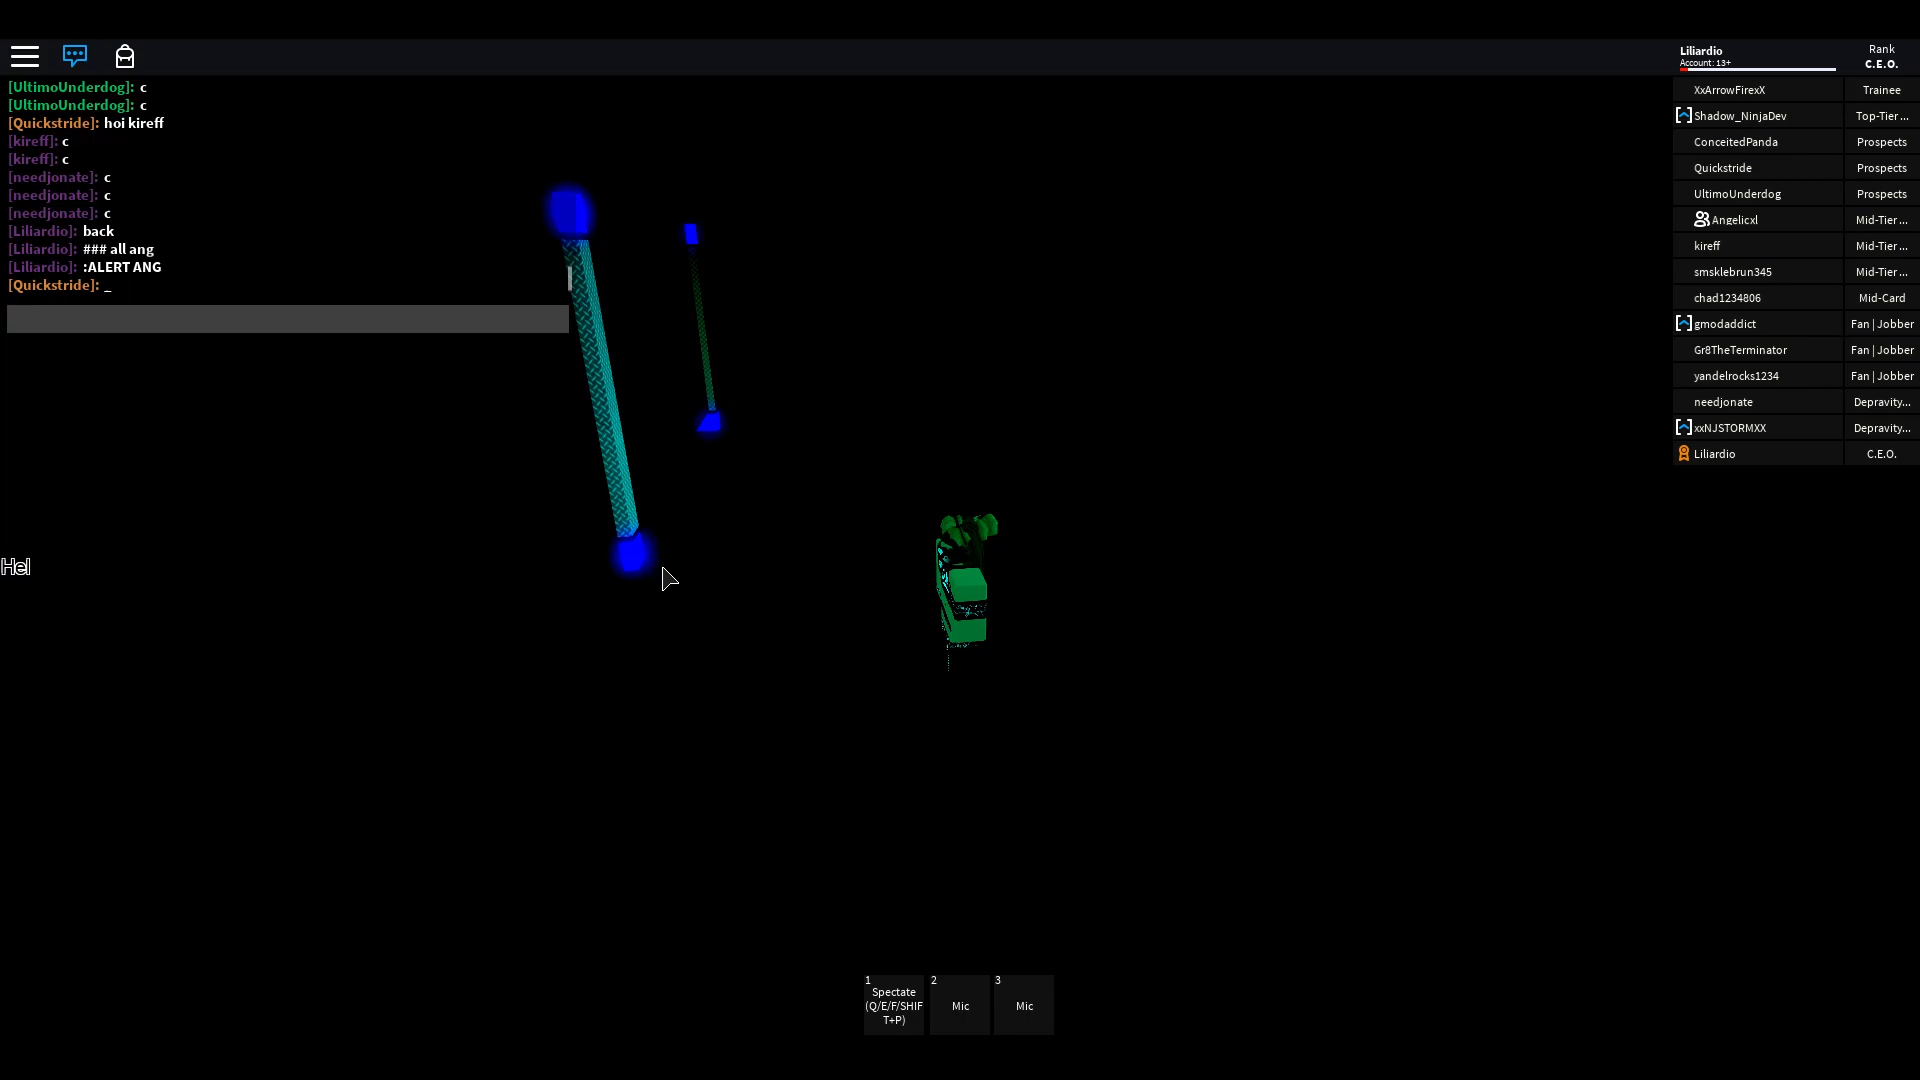 [UltimoUnderdog]: c
[UltimoUnderdog]: c
[Quickstride]: hoi kireff
[kireff]: c
[kireff]: c
[needjonate]: c
[needjonate]: c
[needjonate]: c
[Liliardio]: back
[Liliardio]: ### all ang
[Liliardio]: :ALERT ANG
[Quickstride]: _
Hel
Liliardio
Account: 13+
Rank
C.E.O.
XxArrowFirexX Trainee
Shadow_NinjaDev Top-Tier ...
ConceitedPanda Prospects
Quickstride Prospects
UltimoUnderdog Prospects
Angelicxl Mid-Tier ...
kireff Mid-Tier ...
smsklebrun345 Mid-Tier ...
chad1234806 Mid-Card
gmodaddict Fan | Jobber
Gr8TheTerminator Fan | Jobber
yandelrocks1234 Fan | Jobber
needjonate Depravity...
xxNJSTORMXX Depravity...
Liliardio C.E.O.
1
Spectate
(Q/E/F/SHIF
T+P)
2
Mic
3
Mic